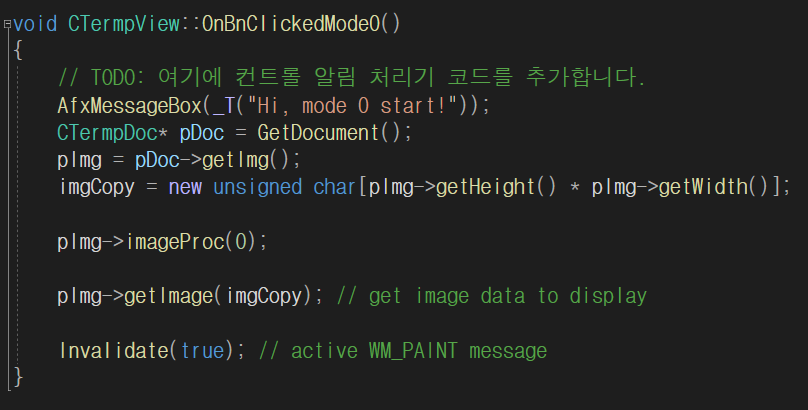 void CTermpView::OnBnClickedMode0()
{
// TODO: 여기에 컨트롤 알림 처리기 코드를 추가합니다.
AfxMessageBox(_T("Hi, mode 0 start!"));
CTermpDoc* pDoc = GetDocument();
pImg = pDoc->getImg();
imgCopy = new unsigned char[pImg->getHeight() * pImg->getWidth()];
pImg->imageProc(0);
pImg->getImage(imgCopy); // get image data to display
Invalidate(true); // active WM_PAINT message
}